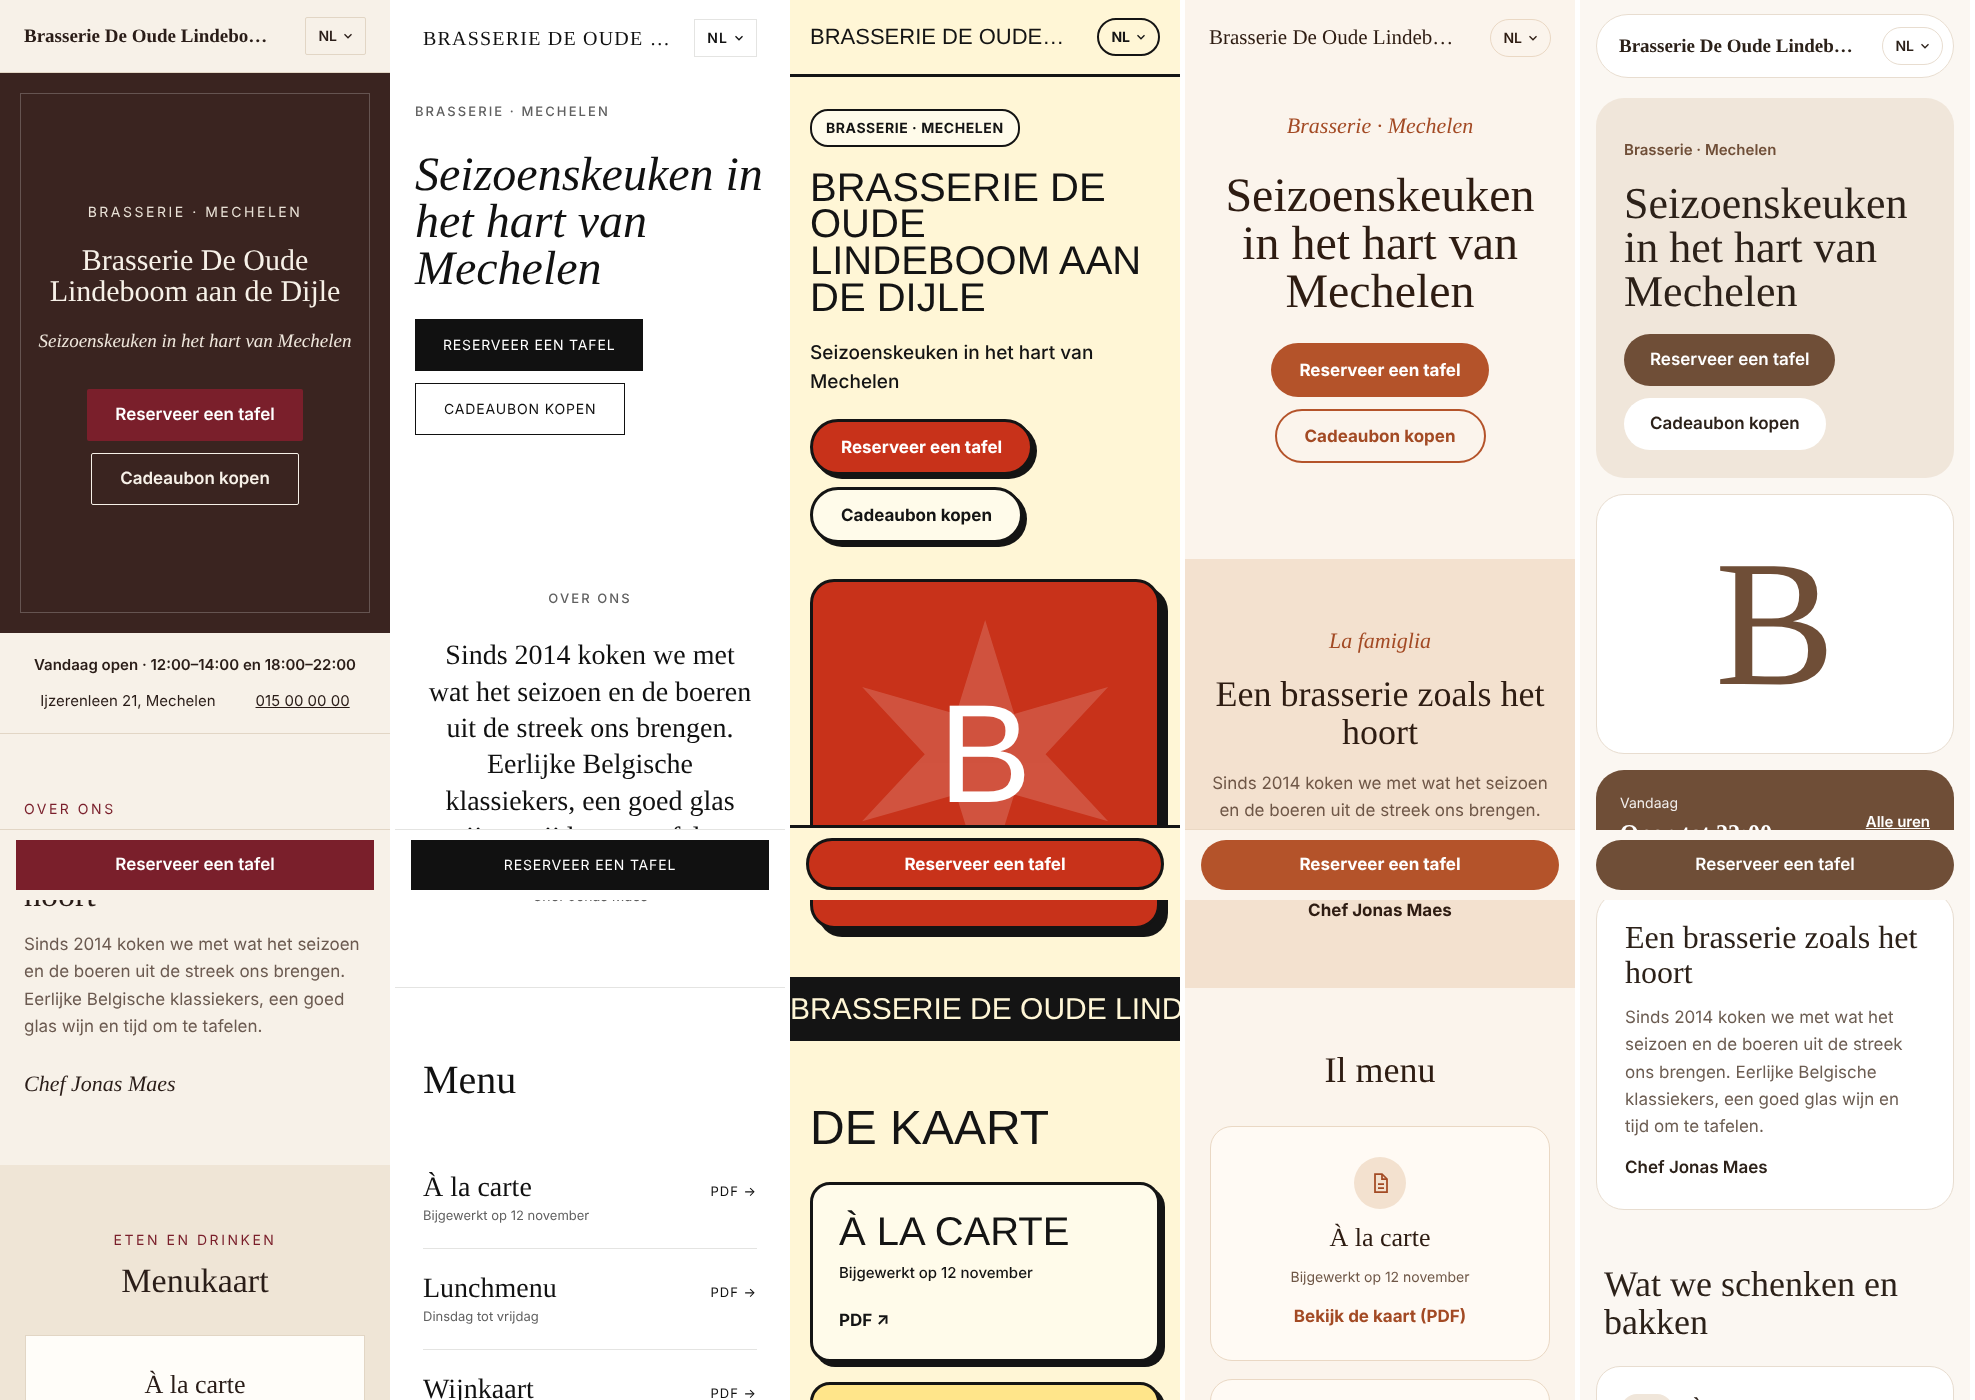 Brasserie De Oude Lindebo…
NL
BRASSERIE · MECHELEN
Brasserie De Oude
Lindeboom aan de Dijle
Seizoenskeuken in het hart van Mechelen
Reserveer een tafel
Cadeaubon kopen
Vandaag open · 12:00–14:00 en 18:00–22:00
Ijzerenleen 21, Mechelen
015 00 00 00
OVER ONS
Reserveer een tafel
hoort
Sinds 2014 koken we met wat het seizoen
en de boeren uit de streek ons brengen.
Eerlijke Belgische klassiekers, een goed
glas wijn en tijd om te tafelen.
Chef Jonas Maes
ETEN EN DRINKEN
Menukaart
À la carte
BRASSERIE DE OUDE …
NL
BRASSERIE · MECHELEN
Seizoenskeuken in
het hart van
Mechelen
RESERVEER EEN TAFEL
CADEAUBON KOPEN
OVER ONS
Sinds 2014 koken we met
wat het seizoen en de boeren
uit de streek ons brengen.
Eerlijke Belgische
klassiekers, een goed glas
RESERVEER EEN TAFEL
Menu
À la carte
PDF →
Bijgewerkt op 12 november
Lunchmenu
PDF →
Dinsdag tot vrijdag
Wijnkaart
PDF →
BRASSERIE DE OUDE…
NL
BRASSERIE · MECHELEN
BRASSERIE DE
OUDE
LINDEBOOM AAN
DE DIJLE
Seizoenskeuken in het hart van
Mechelen
Reserveer een tafel
Cadeaubon kopen
B
Reserveer een tafel
BRASSERIE DE OUDE LIND
DE KAART
À LA CARTE
Bijgewerkt op 12 november
PDF ↗
Brasserie De Oude Lindeb…
NL
Brasserie · Mechelen
Seizoenskeuken
in het hart van
Mechelen
Reserveer een tafel
Cadeaubon kopen
La famiglia
Een brasserie zoals het
hoort
Sinds 2014 koken we met wat het seizoen
en de boeren uit de streek ons brengen.
Reserveer een tafel
Chef Jonas Maes
Il menu
À la carte
Bijgewerkt op 12 november
Bekijk de kaart (PDF)
Brasserie De Oude Lindeb…
NL
Brasserie · Mechelen
Seizoenskeuken
in het hart van
Mechelen
Reserveer een tafel
Cadeaubon kopen
B
Vandaag
Alle uren
Reserveer een tafel
Een brasserie zoals het
hoort
Sinds 2014 koken we met wat het
seizoen en de boeren uit de streek
ons brengen. Eerlijke Belgische
klassiekers, een goed glas wijn en
tijd om te tafelen.
Chef Jonas Maes
Wat we schenken en
bakken